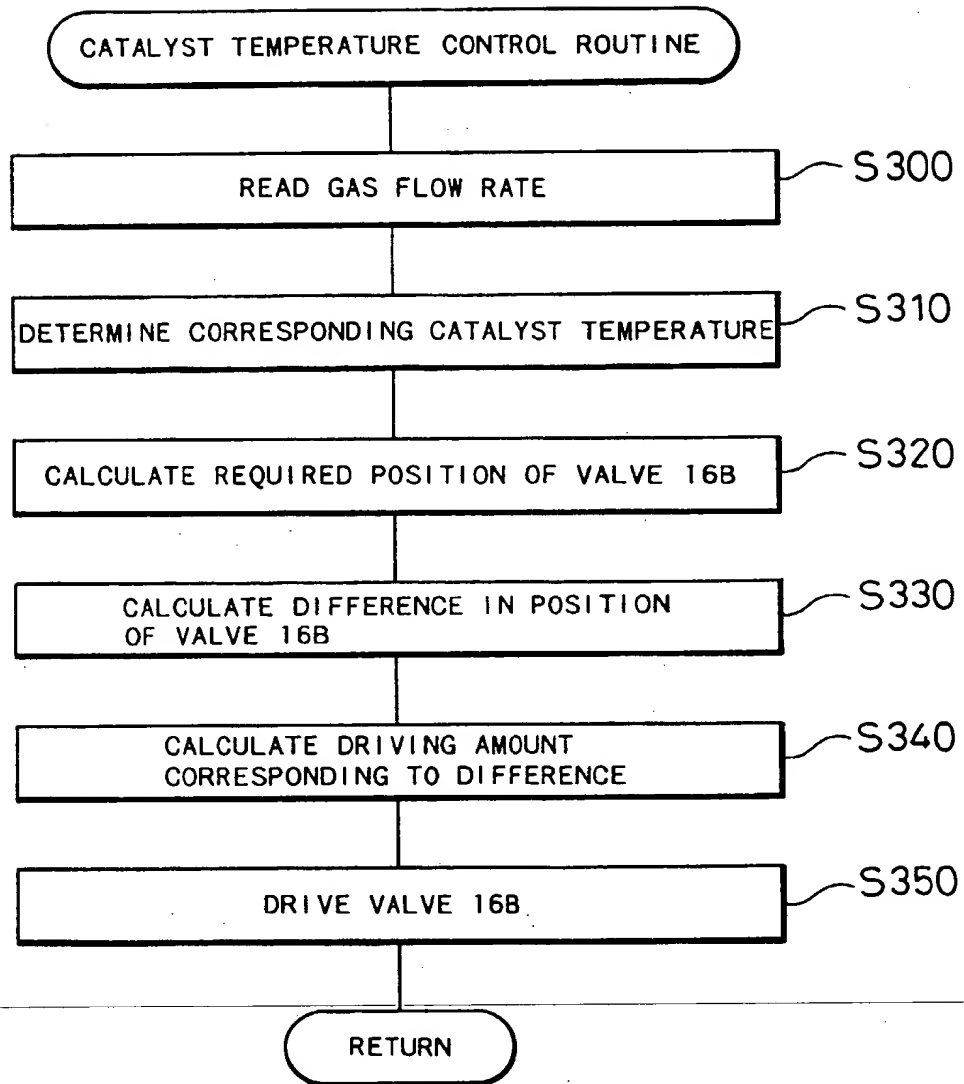 CATALYST TEMPERATURE CONTROL ROUTINE
READ GAS FLOW RATE
S300
DETERMINE CORRESPONDING CATALYST TEMPERATURE
S310
CALCULATE REQUIRED POSITION OF VALVE 16B
S320
CALCULATE DIFFERENCE IN POSITION
OF VALVE 16B
S330
CALCULATE DRIVING AMOUNT
CORRESPONDING TO DIFFERENCE
S340
DRIVE VALVE 16B
S350
RETURN